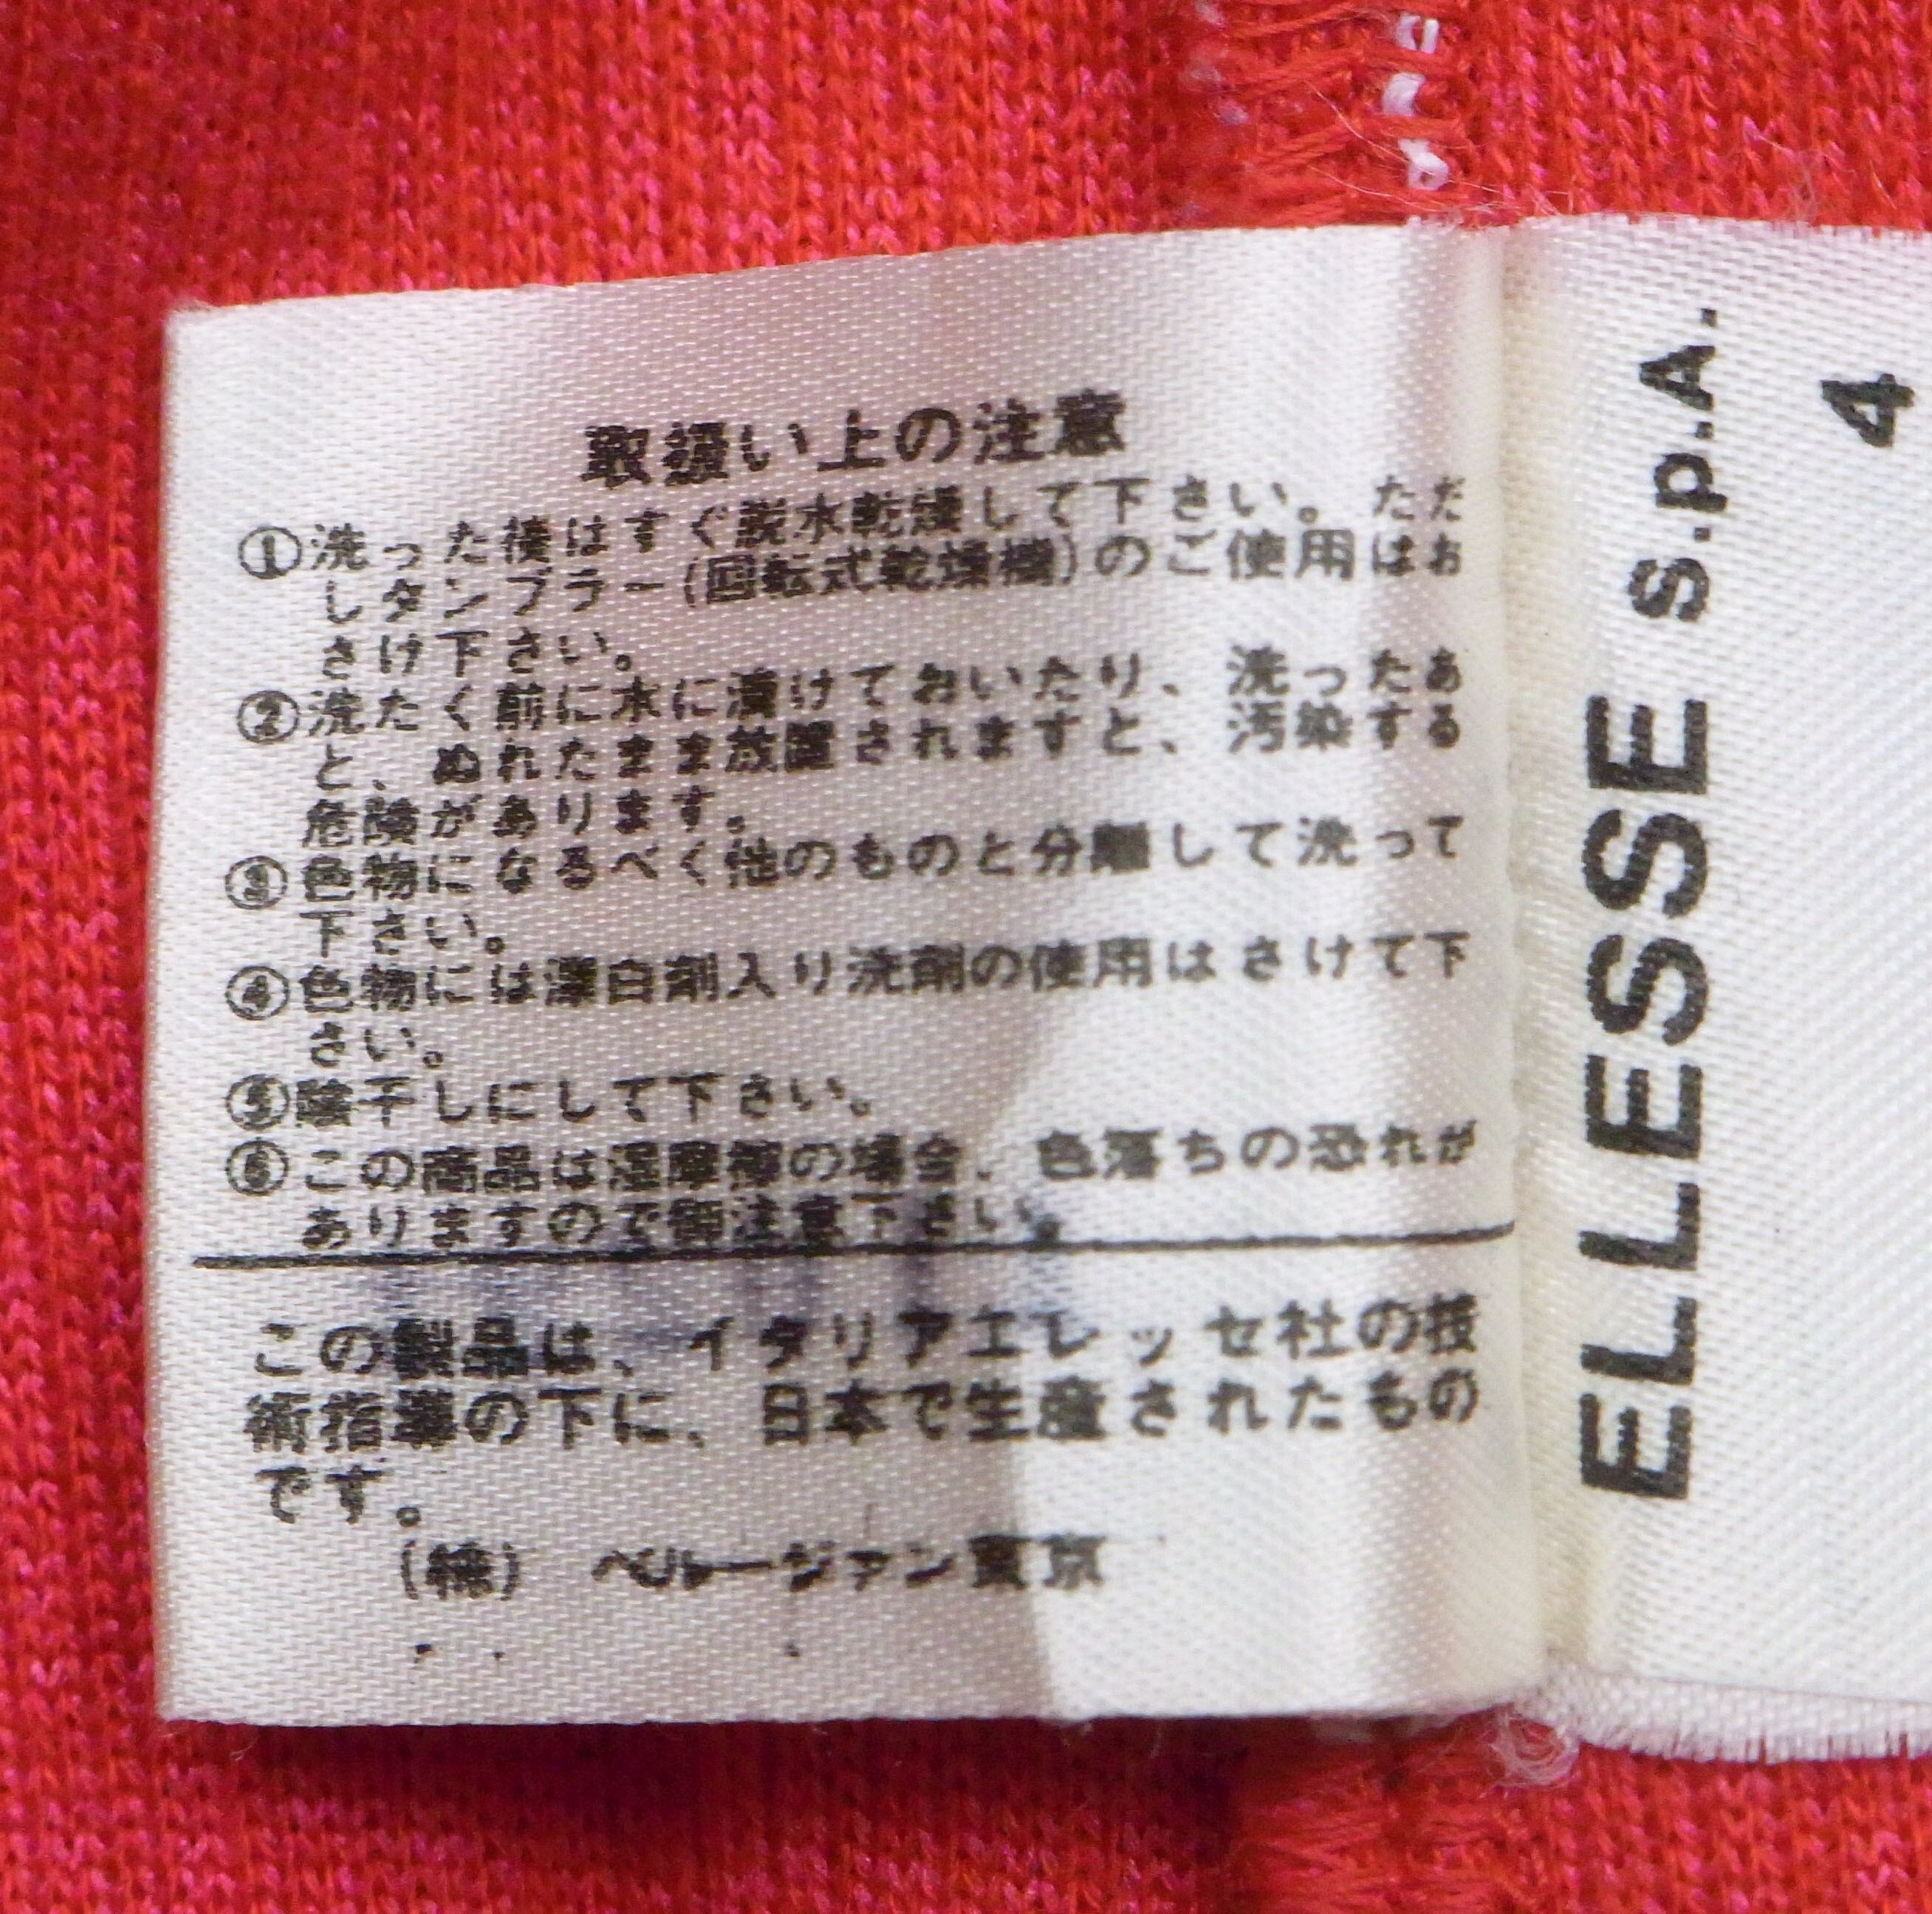 取扱い上の注意
①洗った後はすぐ脱水乾燥して下さい。ただ
しタンブラー(回転式乾燥機)のご使用はお
さけ下さい。
②洗たく前に水に漬けておいたり、洗ったあ
と、ぬれたまま放置されますと、汚染する
危険があります。
③色物はなるべく他のものと分離して洗って
下さい。
④色物には漂白剤入り洗剤の使用はさけて下
さい。
⑤陰干しにして下さい。
⑥この商品は湿摩擦の場合、色落ちの恐れが
ありますので御注意下さい。
この製品は、イタリアエレッセ社の技
術指導の下に、日本で生産されたもの
です。
(株) ベルージァン東京
ELLESSE S.p.A.
4